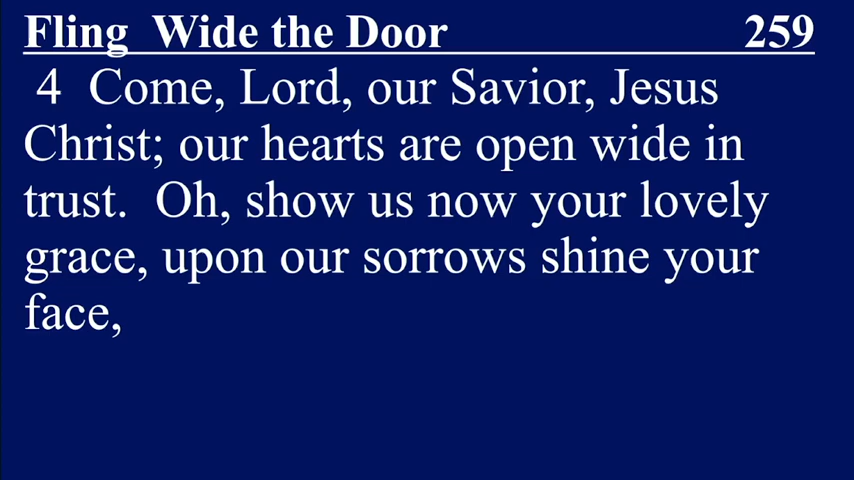 Fling  Wide the Door 259
4  Come, Lord, our Savior, Jesus
Christ; our hearts are open wide in
trust.  Oh, show us now your lovely
grace, upon our sorrows shine your
face,